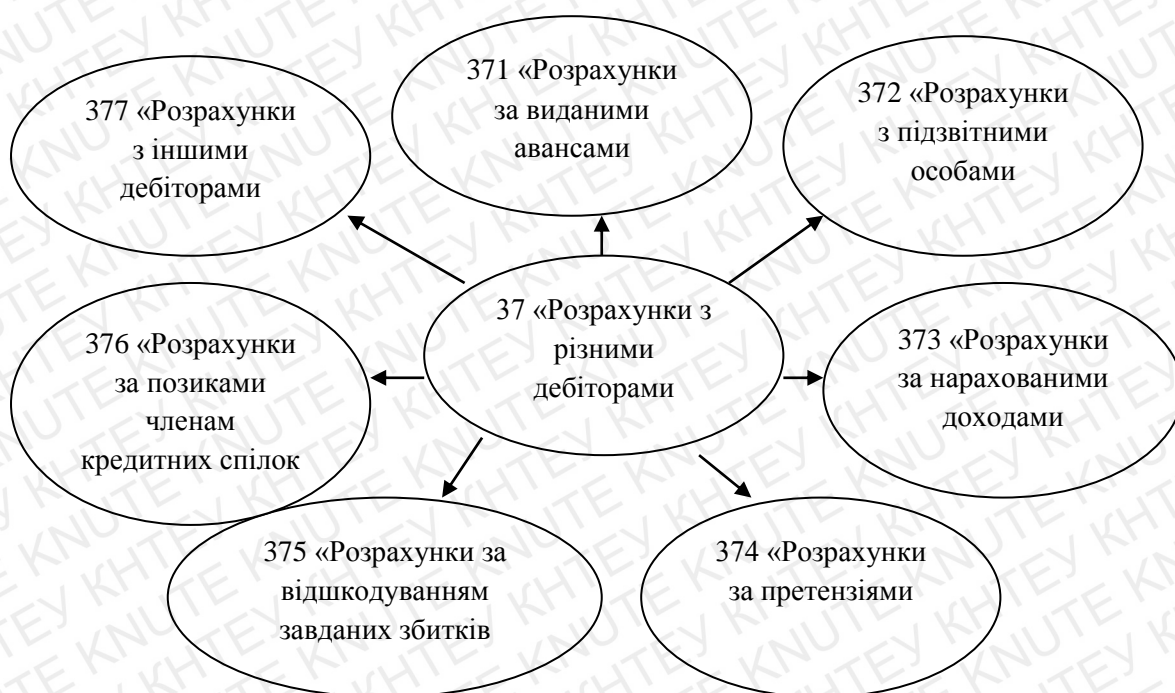 371 «Розрахунки
за виданими
авансами
372 «Розрахунки
з підзвітними
особами
377 «Розрахунки
з іншими
дебіторами
37 «Розрахунки з
різними
дебіторами
373 «Розрахунки
за нарахованими
доходами
376 «Розрахунки
за позиками
членам
кредитних спілок
375 «Розрахунки за
відшкодуванням
завданих збитків
374 «Розрахунки
за претензіями
KNUTE КНТЕУ